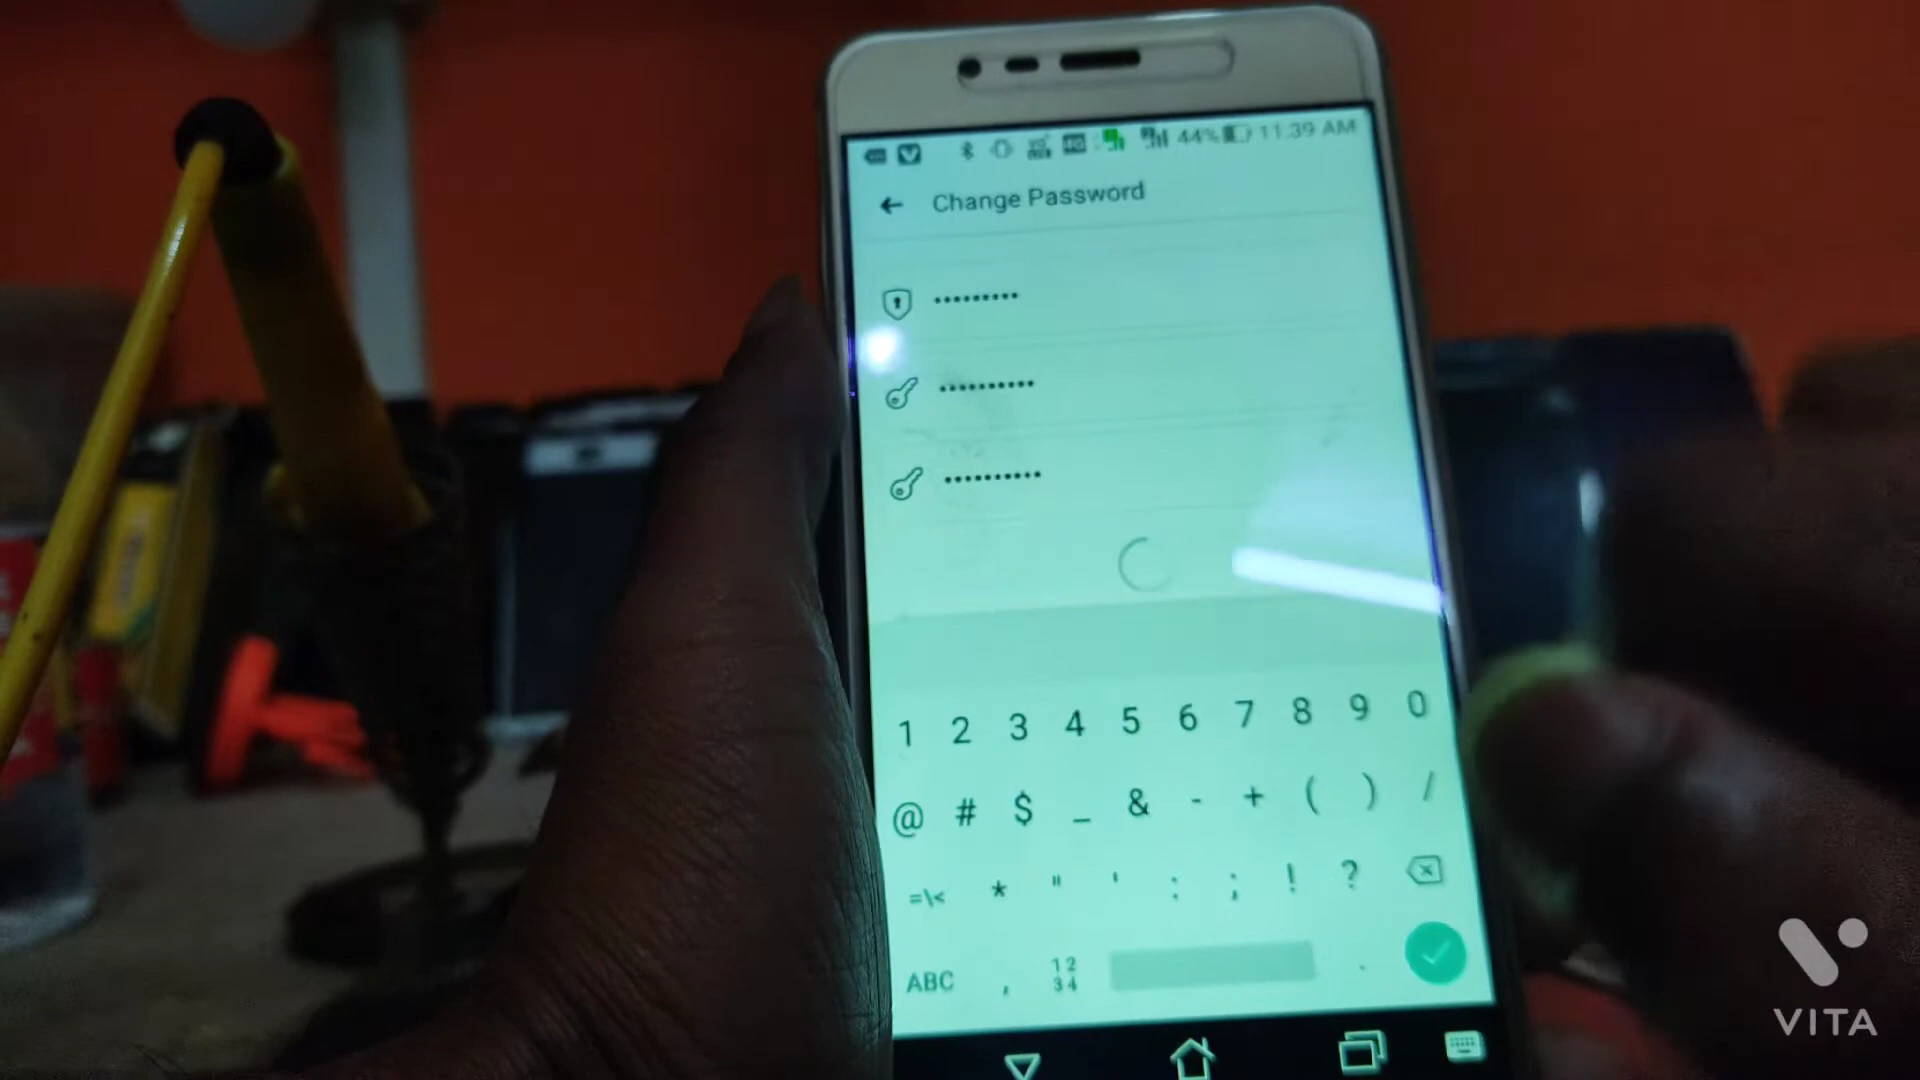 44% 11:39 AM
Change Password
•••••••••
••••••••••
••••••••••
1 2 3 4 5 6 7 8 9 0
@ # $ _ & - + ( ) /
=\< * " ' : ; ! ?
ABC , 12 34 .
VITA